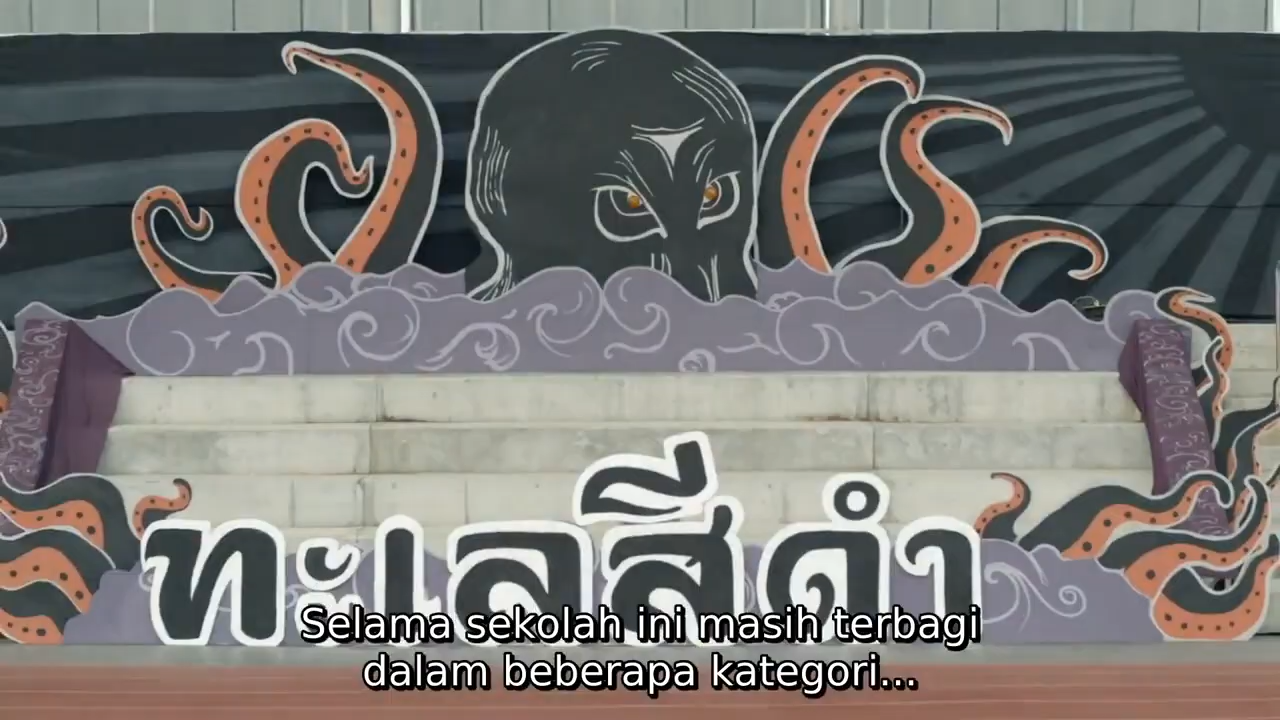 ทะเลสีดำ
Selama sekolah ini masih terbagi
dalam beberapa kategori...